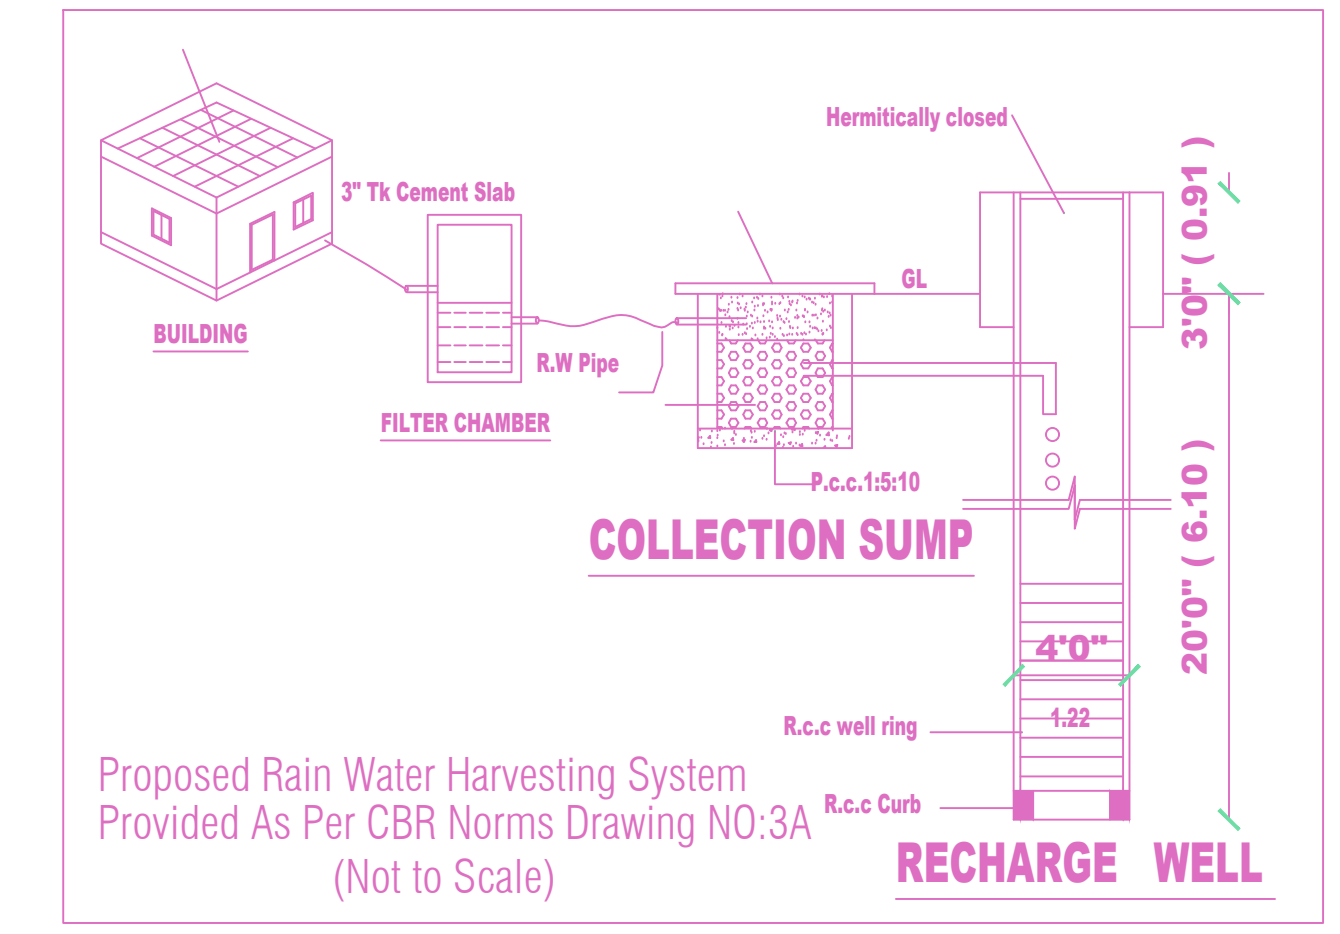 Hermitically closed
3" Tk Cement Slab
GL
3'0" ( 0.91 )
BUILDING
R.W Pipe
FILTER CHAMBER
P.c.c.1:5:10
COLLECTION SUMP
20'0" ( 6.10 )
4'0"
1.22
R.c.c well ring
R.c.c Curb
RECHARGE WELL
Proposed Rain Water Harvesting System
Provided As Per CBR Norms Drawing NO:3A
(Not to Scale)